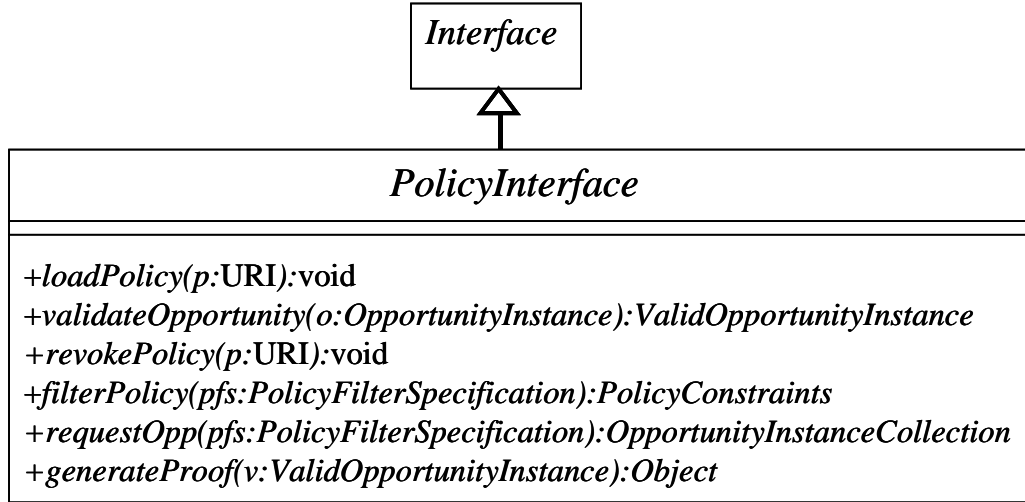 Interface
PolicyInterface
+loadPolicy(p:URI):void
+validateOpportunity(o:OpportunityInstance):ValidOpportunityInstance
+revokePolicy(p:URI):void
+filterPolicy(pfs:PolicyFilterSpecification):PolicyConstraints
+requestOpp(pfs:PolicyFilterSpecification):OpportunityInstanceCollection
+generateProof(v:ValidOpportunityInstance):Object